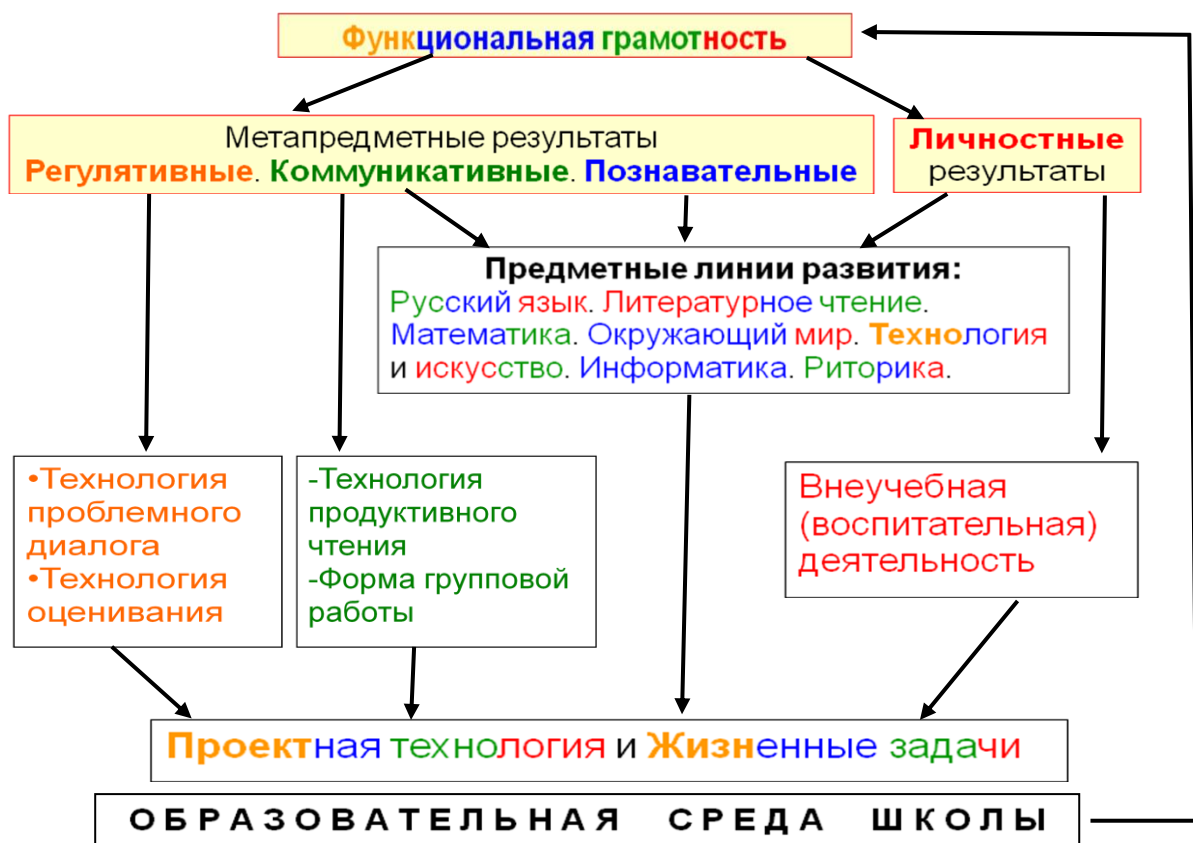 Функциональная грамотность
Метапредметные результаты
Регулятивные. Коммуникативные. Познавательные
Личностные
результаты
Предметные линии развития:
Русский язык. Литературное чтение.
Математика. Окружающий мир. Технология
и искусство. Информатика. Риторика.
•Технология
проблемного
диалога
•Технология
оценивания
-Технология
продуктивного
чтения
-Форма групповой
работы
Внеучебная
(воспитательная)
деятельность
Проектная технология и Жизненные задачи
ОБРАЗОВАТЕЛЬНАЯ СРЕДА ШКОЛЫ